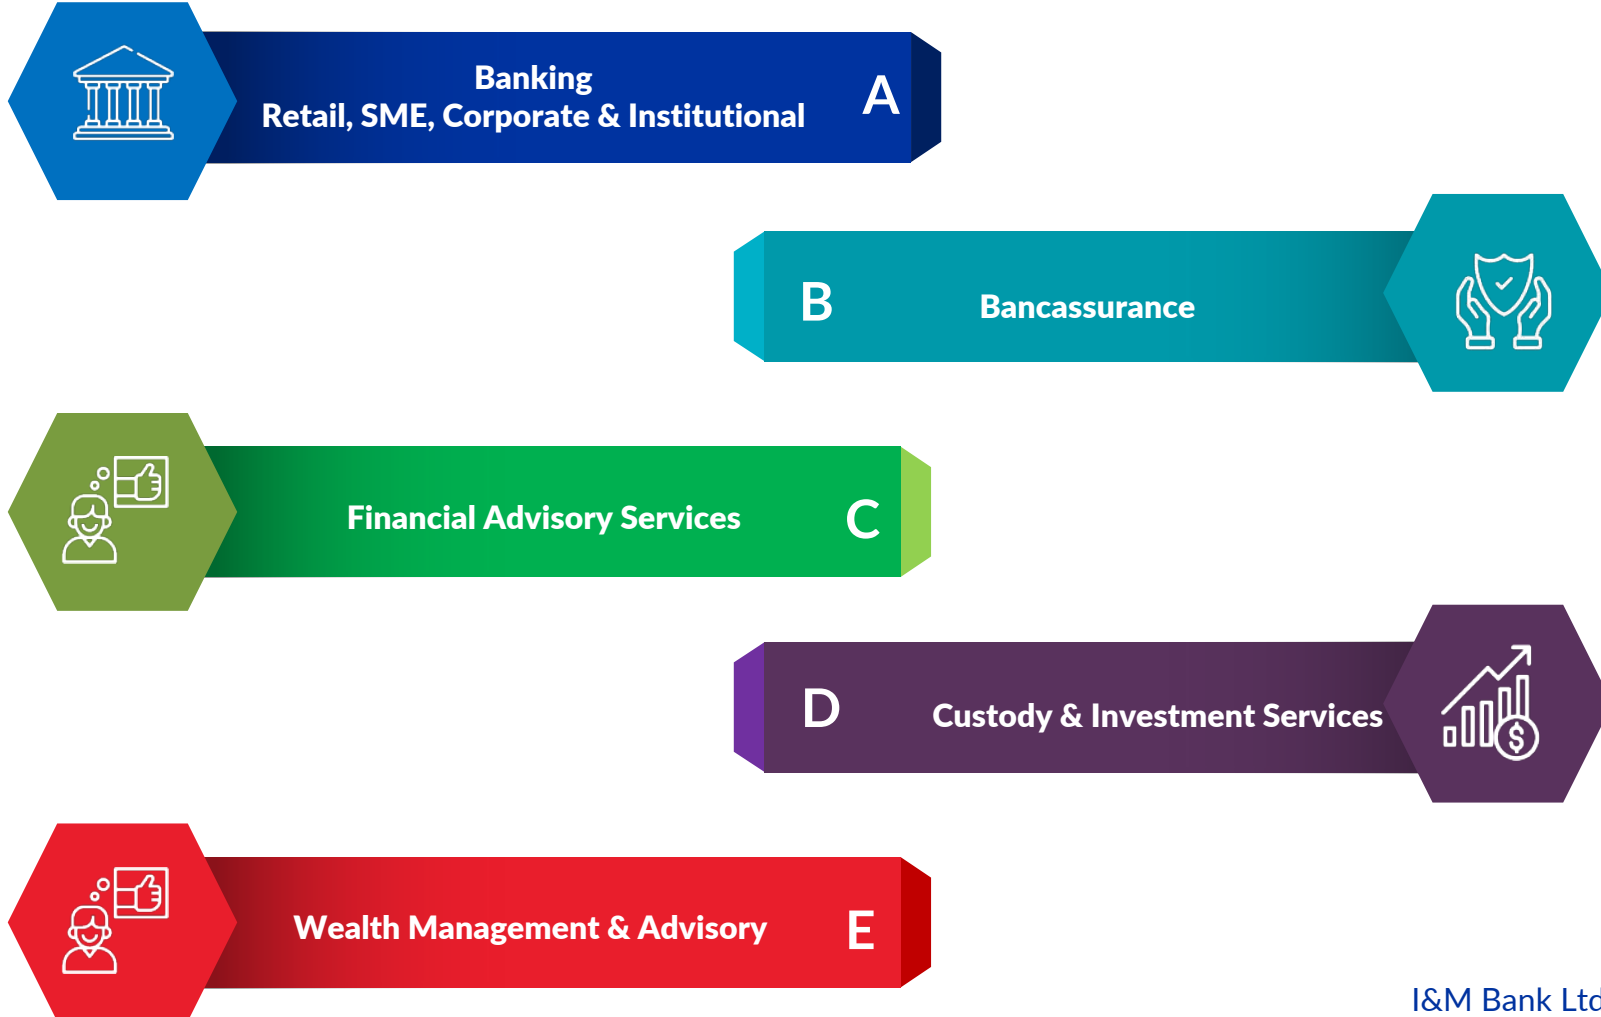 Banking
Retail, SME, Corporate & Institutional
A
B
Bancassurance
Financial Advisory Services
C
D
Custody & Investment Services
$
Wealth Management & Advisory
E
I&M Bank Ltd